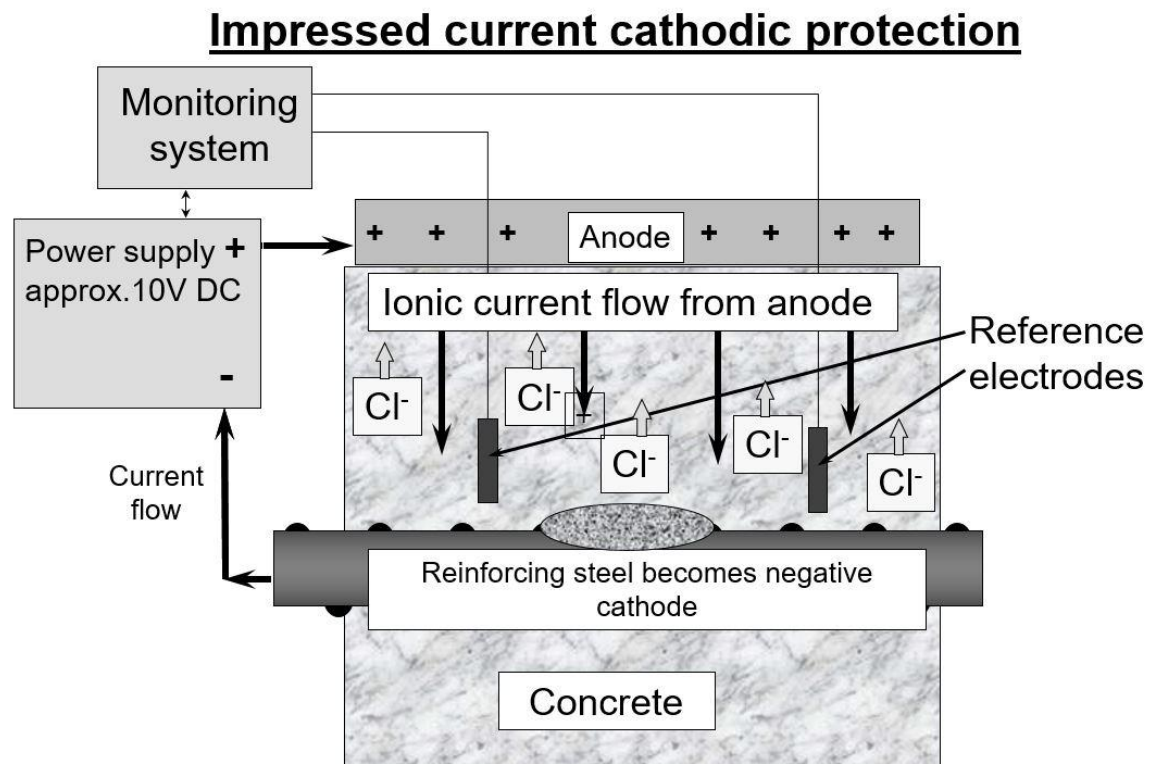 Impressed current cathodic protection
Monitoring
system
Power supply +
approx.10V DC
-
+ + + Anode + + + +
Ionic current flow from anode
Reference
electrodes
Cl-
Cl-
+
Cl-
Cl-
Cl-
Current
flow
Reinforcing steel becomes negative
cathode
Concrete